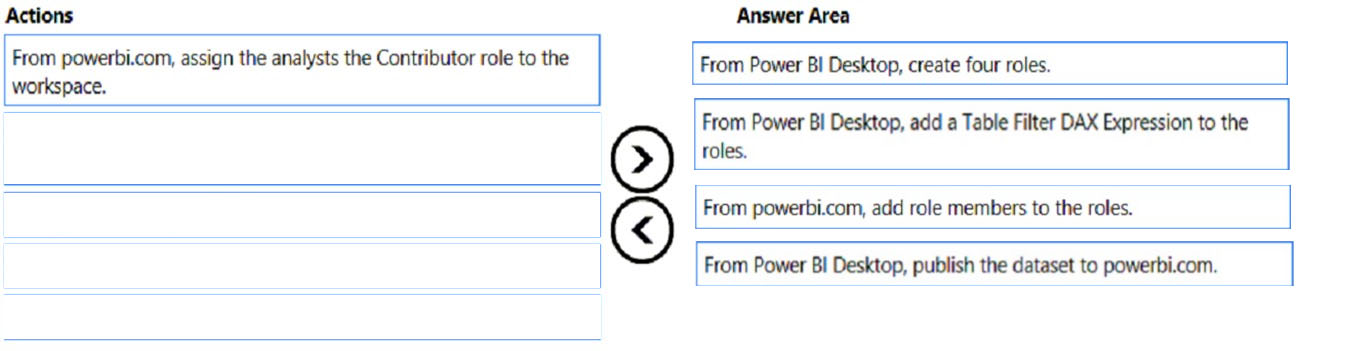 Actions
Answer Area
From powerbi.com, assign the analysts the Contributor role to the
workspace.
From Power BI Desktop, create four roles.
From Power BI Desktop, add a Table Filter DAX Expression to the
roles.
From powerbi.com, add role members to the roles.
From Power BI Desktop, publish the dataset to powerbi.com.